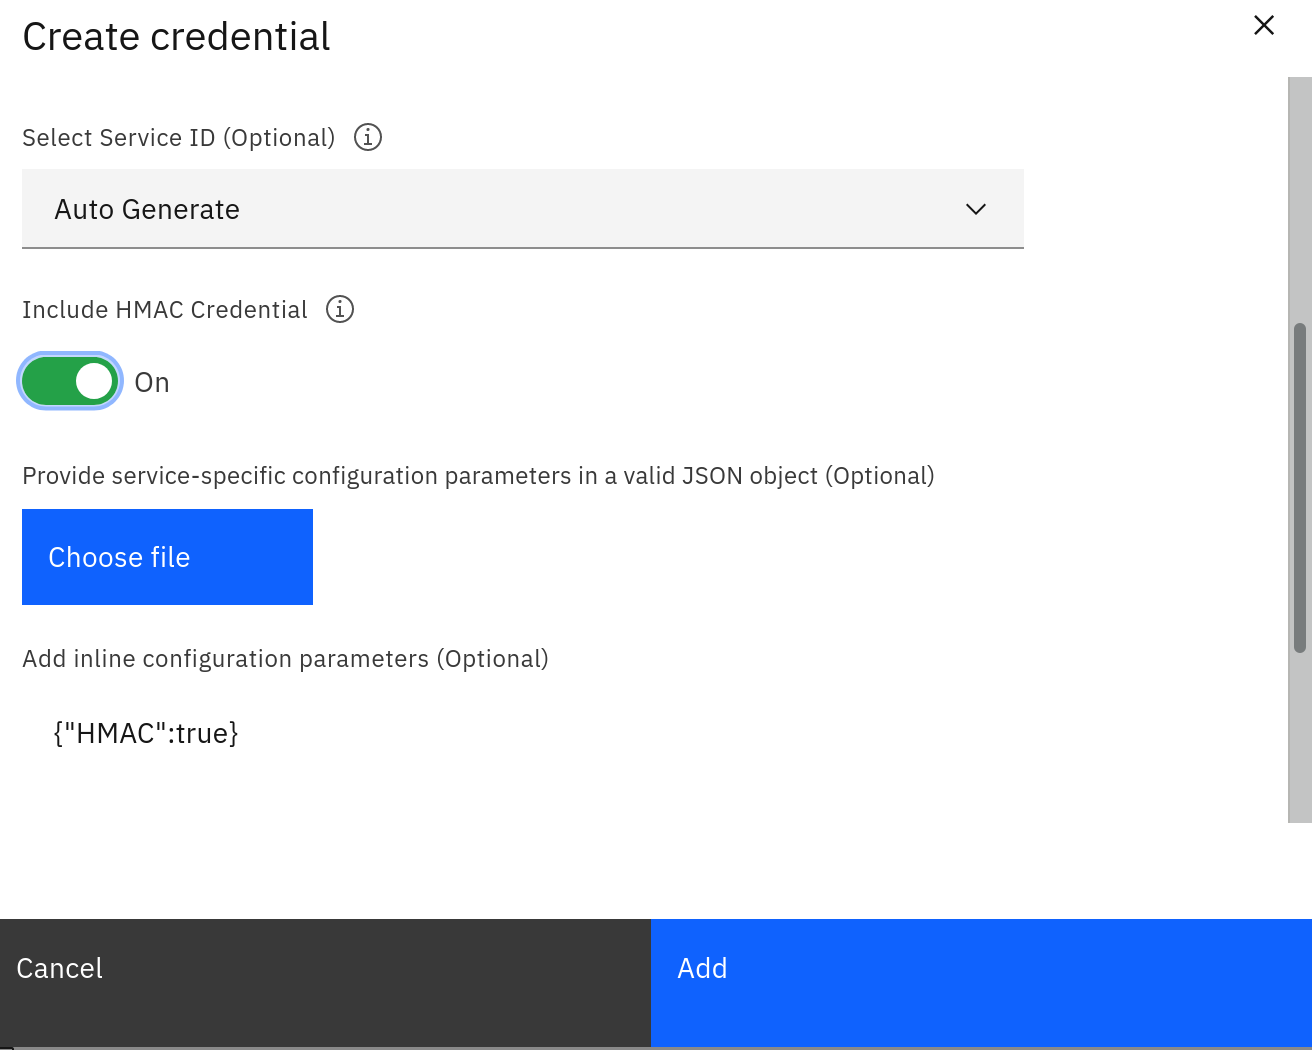 Create credential
Select Service ID (Optional)
Auto Generate
Include HMAC Credential
On
Provide service-specific configuration parameters in a valid JSON object (Optional)
Choose file
Add inline configuration parameters (Optional)
{"HMAC":true}
Cancel
Add